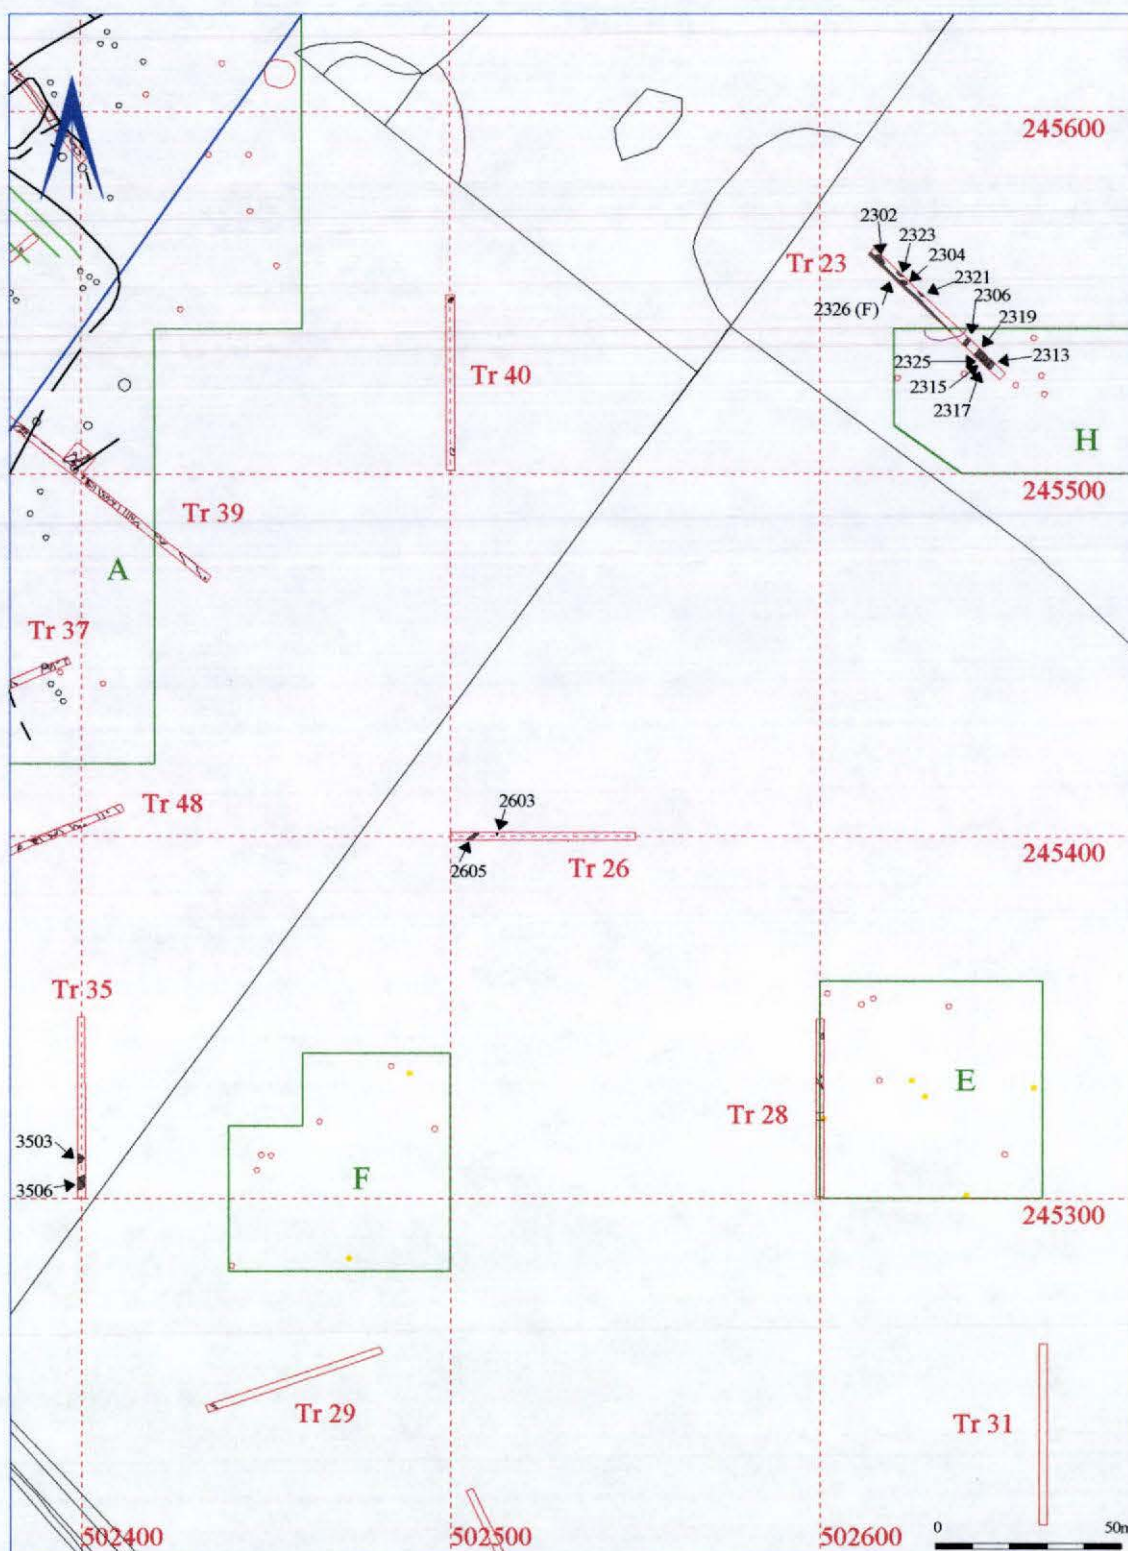 245600
2302
2323
2304
Tr 23
2321
2306
2326 (F)
2319
2313
2325
2315
2317
Tr 40
H
245500
Tr 39
A
Tr 37
Tr 48
2603
2605
Tr 26
245400
Tr 35
E
Tr 28
3503
F
3506
245300
Tr 29
Tr 31
0 50m
502400
502500
502600